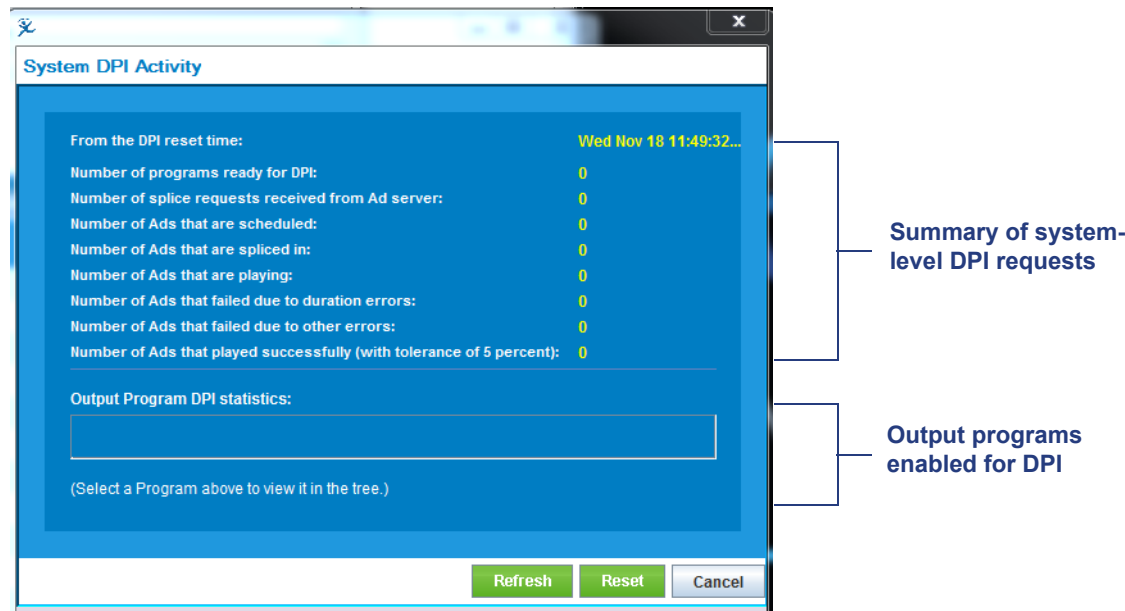 X
System DPI Activity
From the DPI reset time: Wed Nov 18 11:49:32...
Number of programs ready for DPI: 0
Number of splice requests received from Ad server: 0
Number of Ads that are scheduled: 0
Number of Ads that are spliced in: 0
Number of Ads that are playing: 0
Number of Ads that failed due to duration errors: 0
Number of Ads that failed due to other errors: 0
Number of Ads that played successfully (with tolerance of 5 percent): 0
Summary of system-
level DPI requests
Output Program DPI statistics:
(Select a Program above to view it in the tree.)
Output programs
enabled for DPI
Refresh Reset Cancel